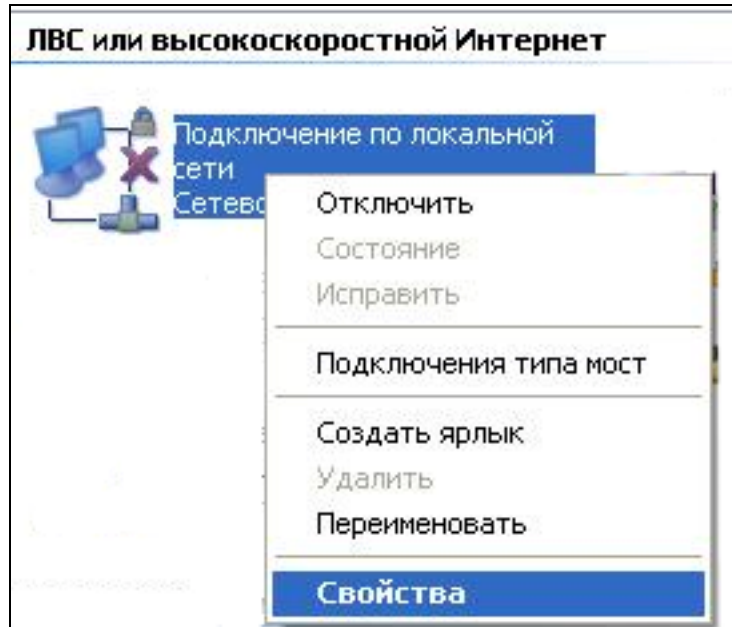 ЛВС или высокоскоростной Интернет
Подключение по локальной
сети
Отключить
Состояние
Исправить
Подключения типа мост
Создать ярлык
Удалить
Переименовать
Свойства